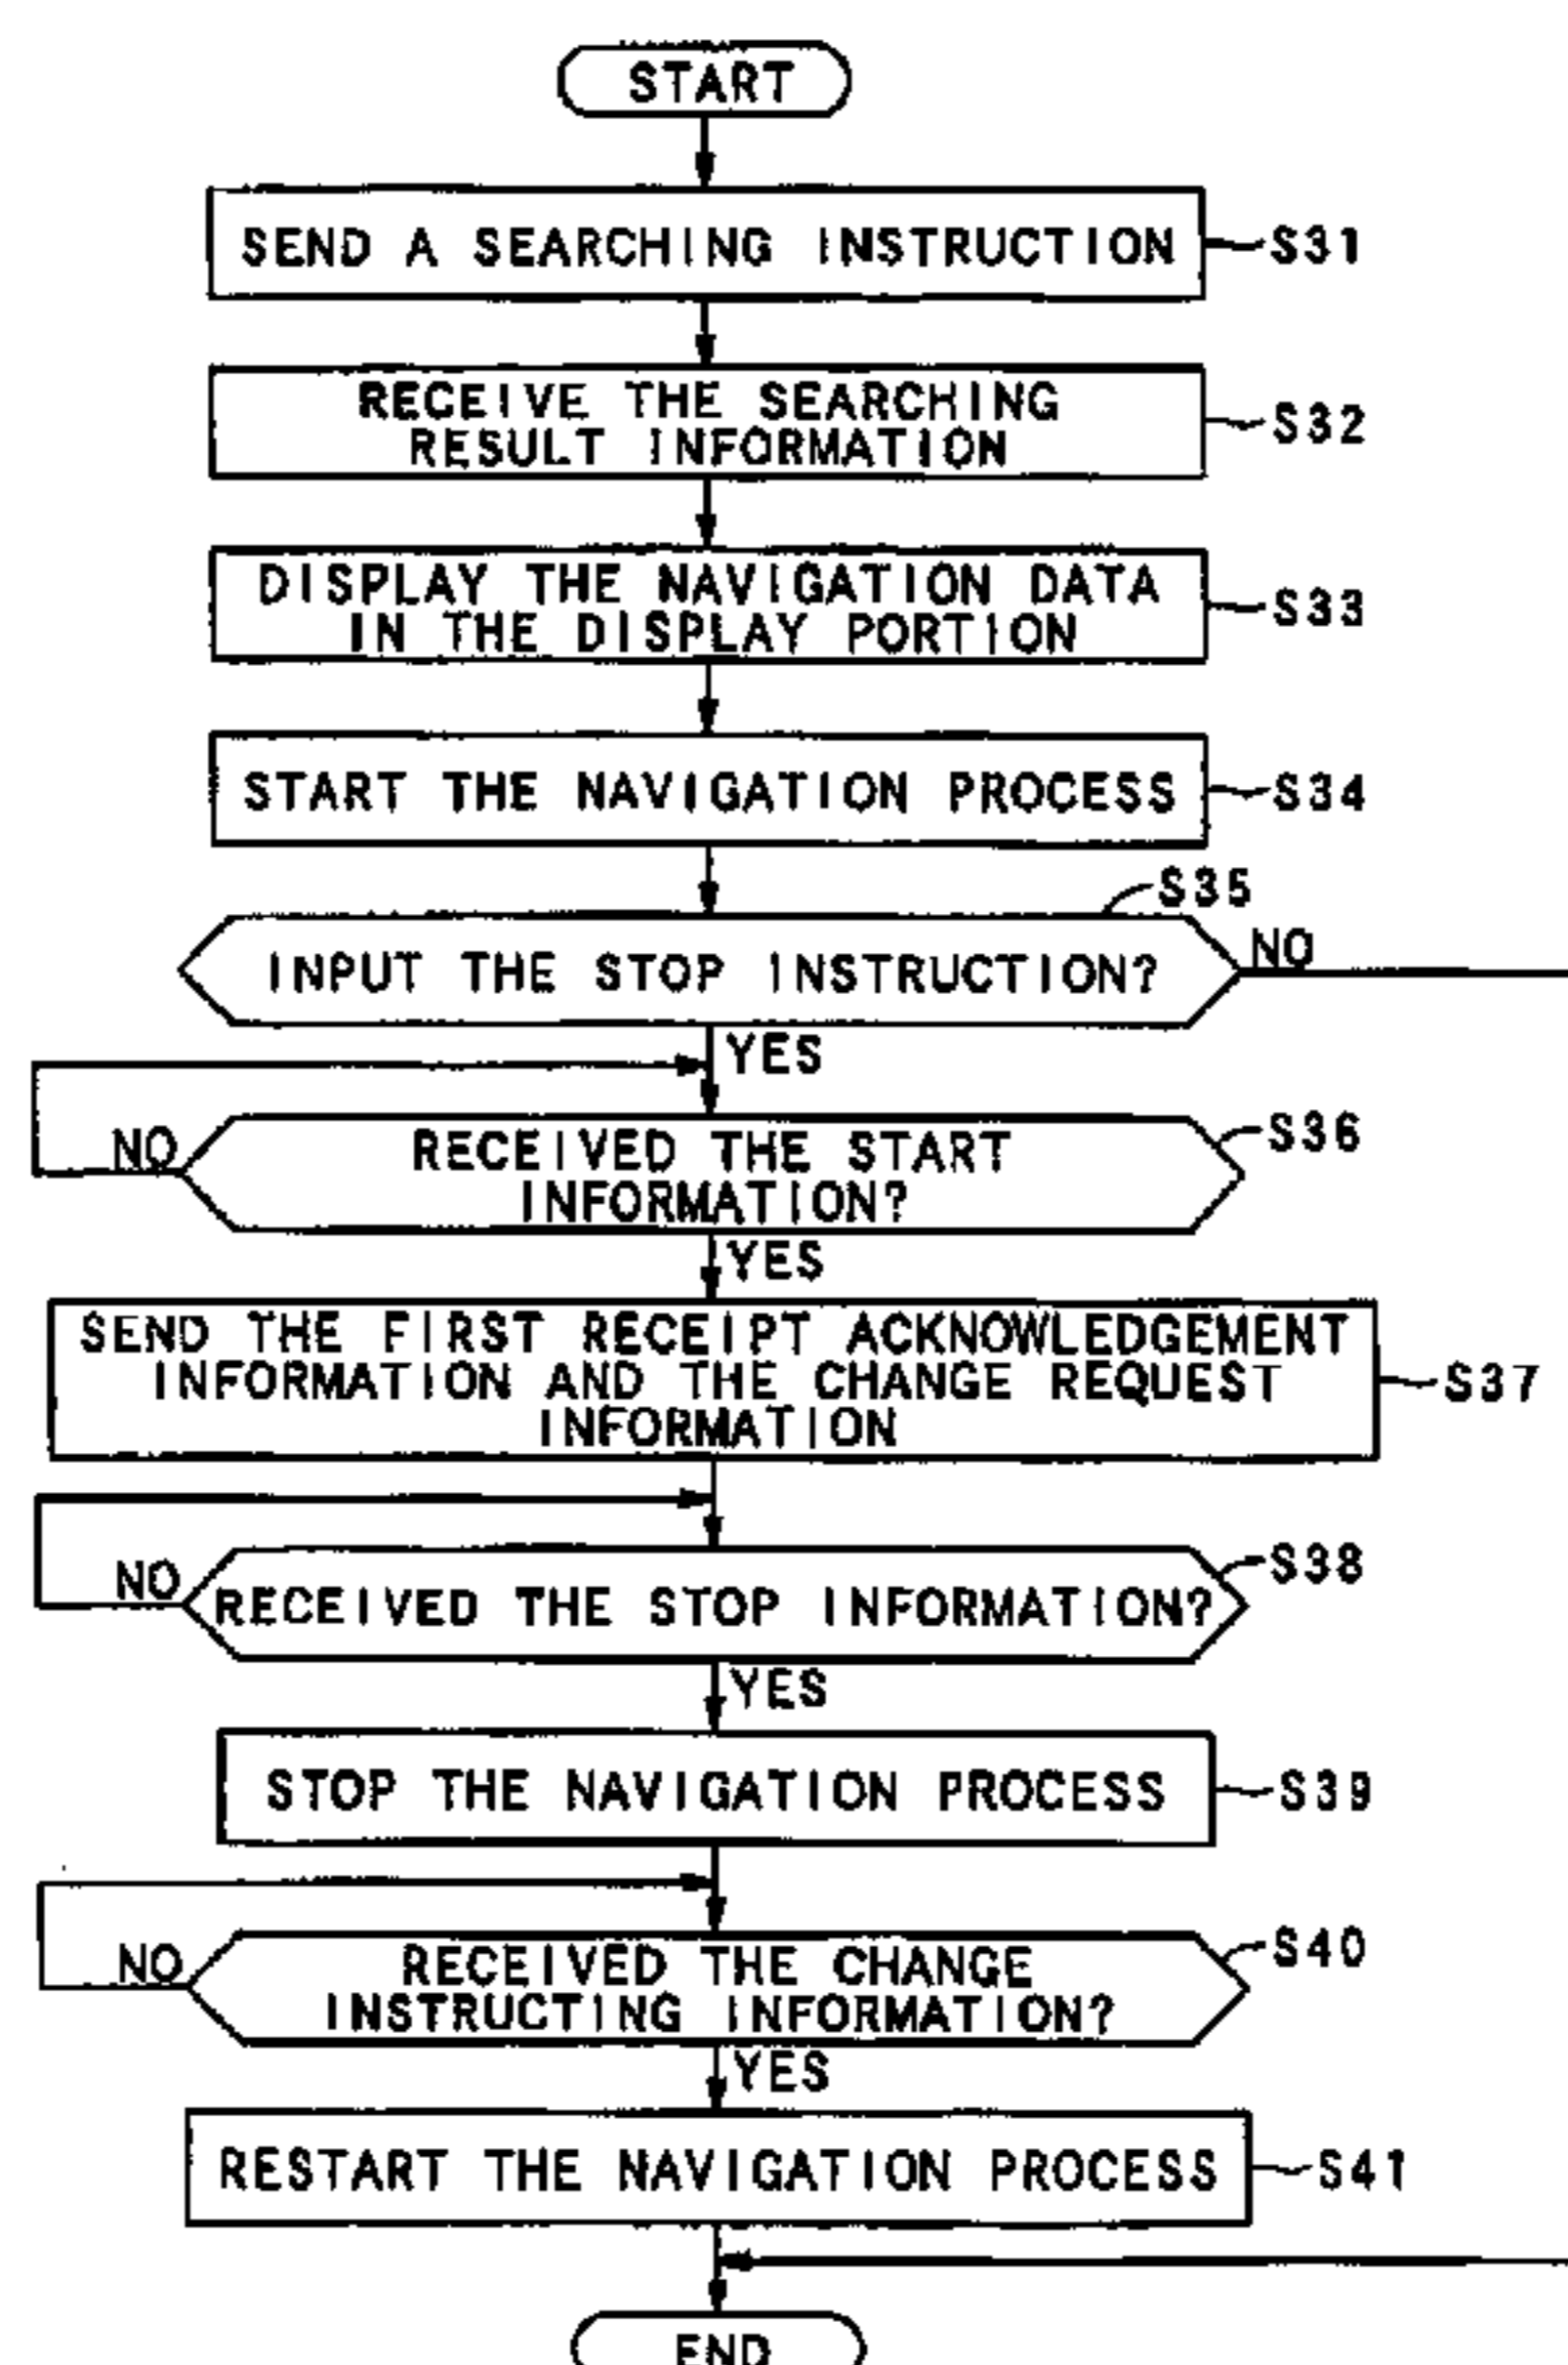 START
SEND A SEARCHING INSTRUCTION
S31
RECEIVE THE SEARCHING
RESULT INFORMATION
S32
DISPLAY THE NAVIGATION DATA
IN THE DISPLAY PORTION
S33
START THE NAVIGATION PROCESS
S34
S35
INPUT THE STOP INSTRUCTION?
NO
YES
NO
RECEIVED THE START
INFORMATION?
S36
YES
SEND THE FIRST RECEIPT ACKNOWLEDGEMENT
INFORMATION AND THE CHANGE REQUEST
INFORMATION
S37
NO
RECEIVED THE STOP INFORMATION?
S38
YES
STOP THE NAVIGATION PROCESS
S39
NO
RECEIVED THE CHANGE
INSTRUCTING INFORMATION?
S40
YES
RESTART THE NAVIGATION PROCESS
S41
END